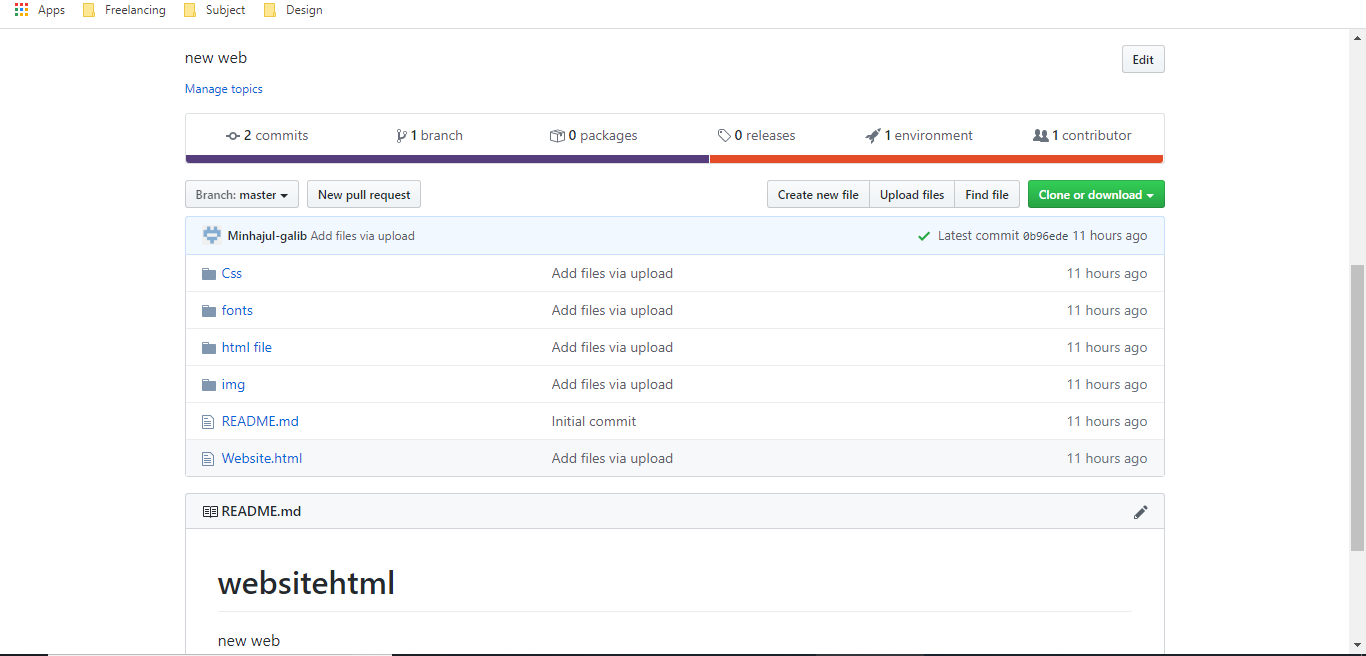 Apps Freelancing Subject Design
new web
Edit
Manage topics
2 commits 1 branch 0 packages 0 releases 1 environment 1 contributor
Branch: master New pull request Create new file Upload files Find file Clone or download
Minhajul-galib Add files via upload Latest commit 0b96ede 11 hours ago
Css Add files via upload 11 hours ago
fonts Add files via upload 11 hours ago
html file Add files via upload 11 hours ago
img Add files via upload 11 hours ago
README.md Initial commit 11 hours ago
Website.html Add files via upload 11 hours ago
README.md
websitehtml
new web